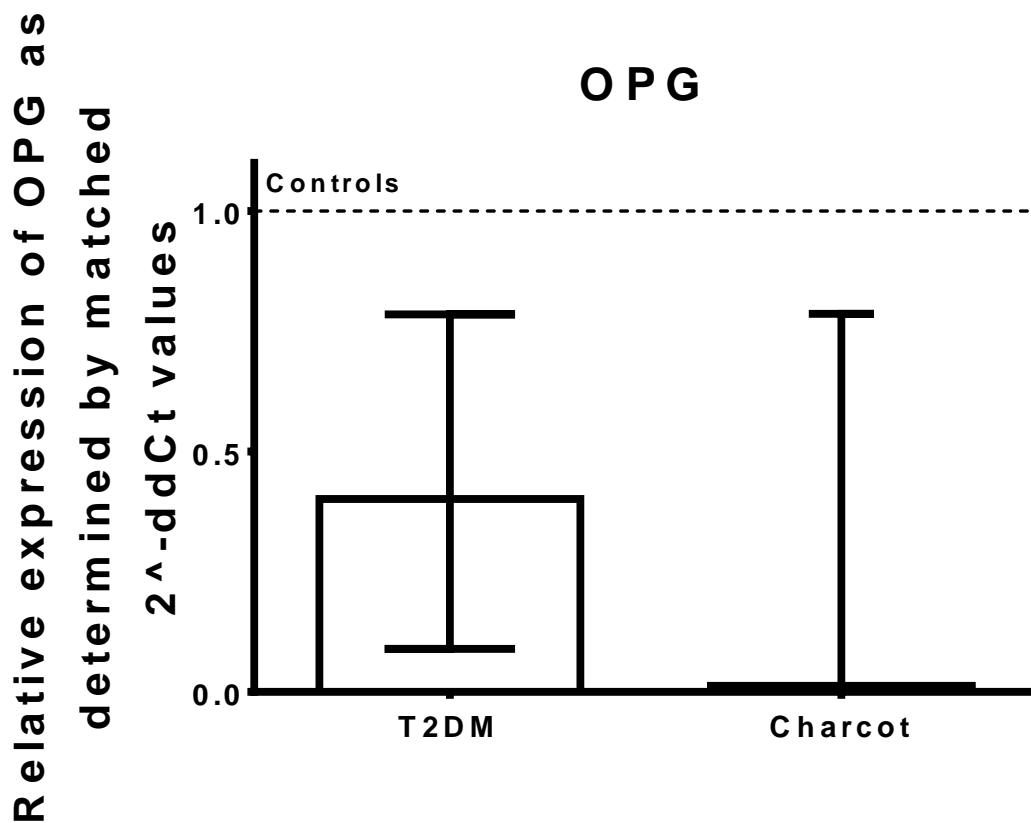 OPG
Relative expression of OPG as
determined by matched
2^-ddCt values
Controls
1.0
0.5
0.0
T2DM
Charcot